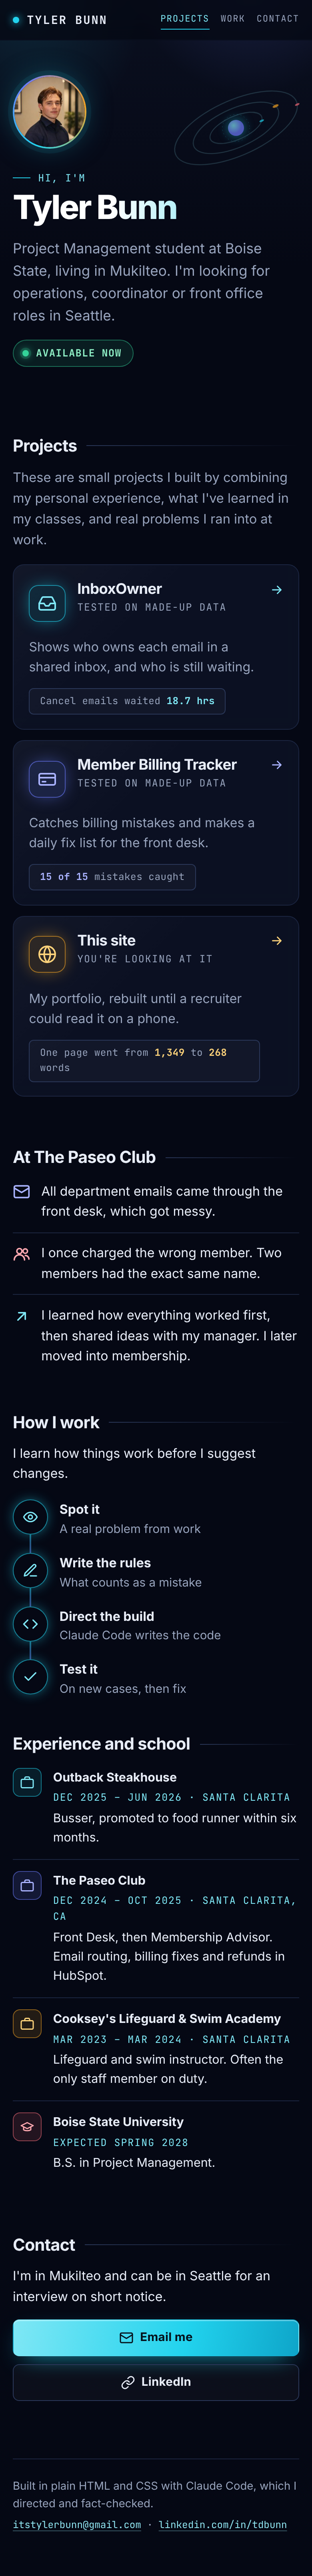 TYLER BUNN
PROJECTS WORK CONTACT
HI, I'M
Tyler Bunn
Project Management student at Boise
State, living in Mukilteo. I'm looking for
operations, coordinator or front office
roles in Seattle.
AVAILABLE NOW
Projects
These are small projects I built by combining
my personal experience, what I've learned in
my classes, and real problems I ran into at
work.
InboxOwner
TESTED ON MADE-UP DATA
Shows who owns each email in a
shared inbox, and who is still waiting.
Cancel emails waited 18.7 hrs
Member Billing Tracker
TESTED ON MADE-UP DATA
Catches billing mistakes and makes a
daily fix list for the front desk.
15 of 15 mistakes caught
This site
YOU'RE LOOKING AT IT
My portfolio, rebuilt until a recruiter
could read it on a phone.
One page went from 1,349 to 268
words
At The Paseo Club
All department emails came through the
front desk, which got messy.
I once charged the wrong member. Two
members had the exact same name.
I learned how everything worked first,
then shared ideas with my manager. I later
moved into membership.
How I work
I learn how things work before I suggest
changes.
Spot it
A real problem from work
Write the rules
What counts as a mistake
Direct the build
Claude Code writes the code
Test it
On new cases, then fix
Experience and school
Outback Steakhouse
DEC 2025 – JUN 2026 · SANTA CLARITA
Busser, promoted to food runner within six
months.
The Paseo Club
DEC 2024 – OCT 2025 · SANTA CLARITA,
CA
Front Desk, then Membership Advisor.
Email routing, billing fixes and refunds in
HubSpot.
Cooksey's Lifeguard & Swim Academy
MAR 2023 – MAR 2024 · SANTA CLARITA
Lifeguard and swim instructor. Often the
only staff member on duty.
Boise State University
EXPECTED SPRING 2028
B.S. in Project Management.
Contact
I'm in Mukilteo and can be in Seattle for an
interview on short notice.
Email me
LinkedIn
Built in plain HTML and CSS with Claude Code, which I
directed and fact-checked.
itstylerbunn@gmail.com · linkedin.com/in/tdbunn